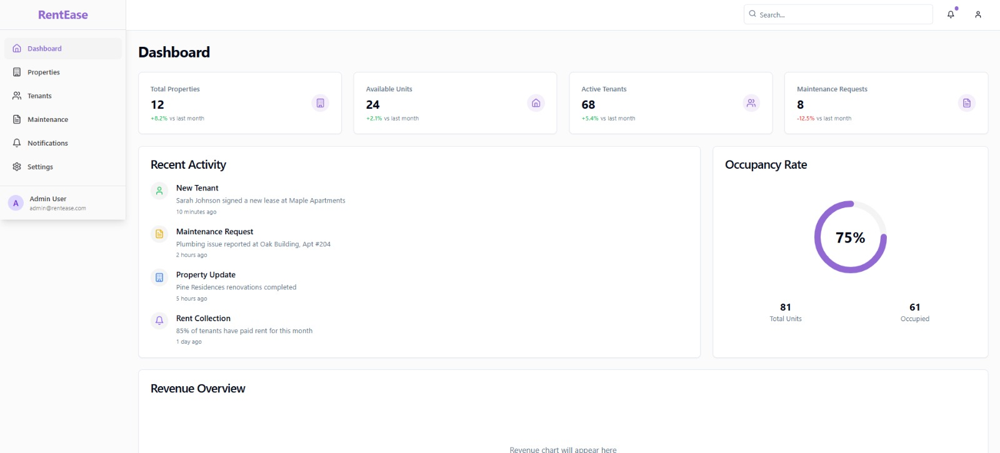 RentEase
Search...
Dashboard
Properties
Tenants
Maintenance
Notifications
Settings
A
Admin User
admin@rentease.com
Dashboard
Total Properties
12
+8.2% vs last month
Available Units
24
+2.1% vs last month
Active Tenants
68
+5.4% vs last month
Maintenance Requests
8
-12.5% vs last month
Recent Activity
New Tenant
Sarah Johnson signed a new lease at Maple Apartments
10 minutes ago
Maintenance Request
Plumbing issue reported at Oak Building, Apt #204
2 hours ago
Property Update
Pine Residences renovations completed
5 hours ago
Rent Collection
85% of tenants have paid rent for this month
1 day ago
Occupancy Rate
75%
81
Total Units
61
Occupied
Revenue Overview
Revenue chart will appear here